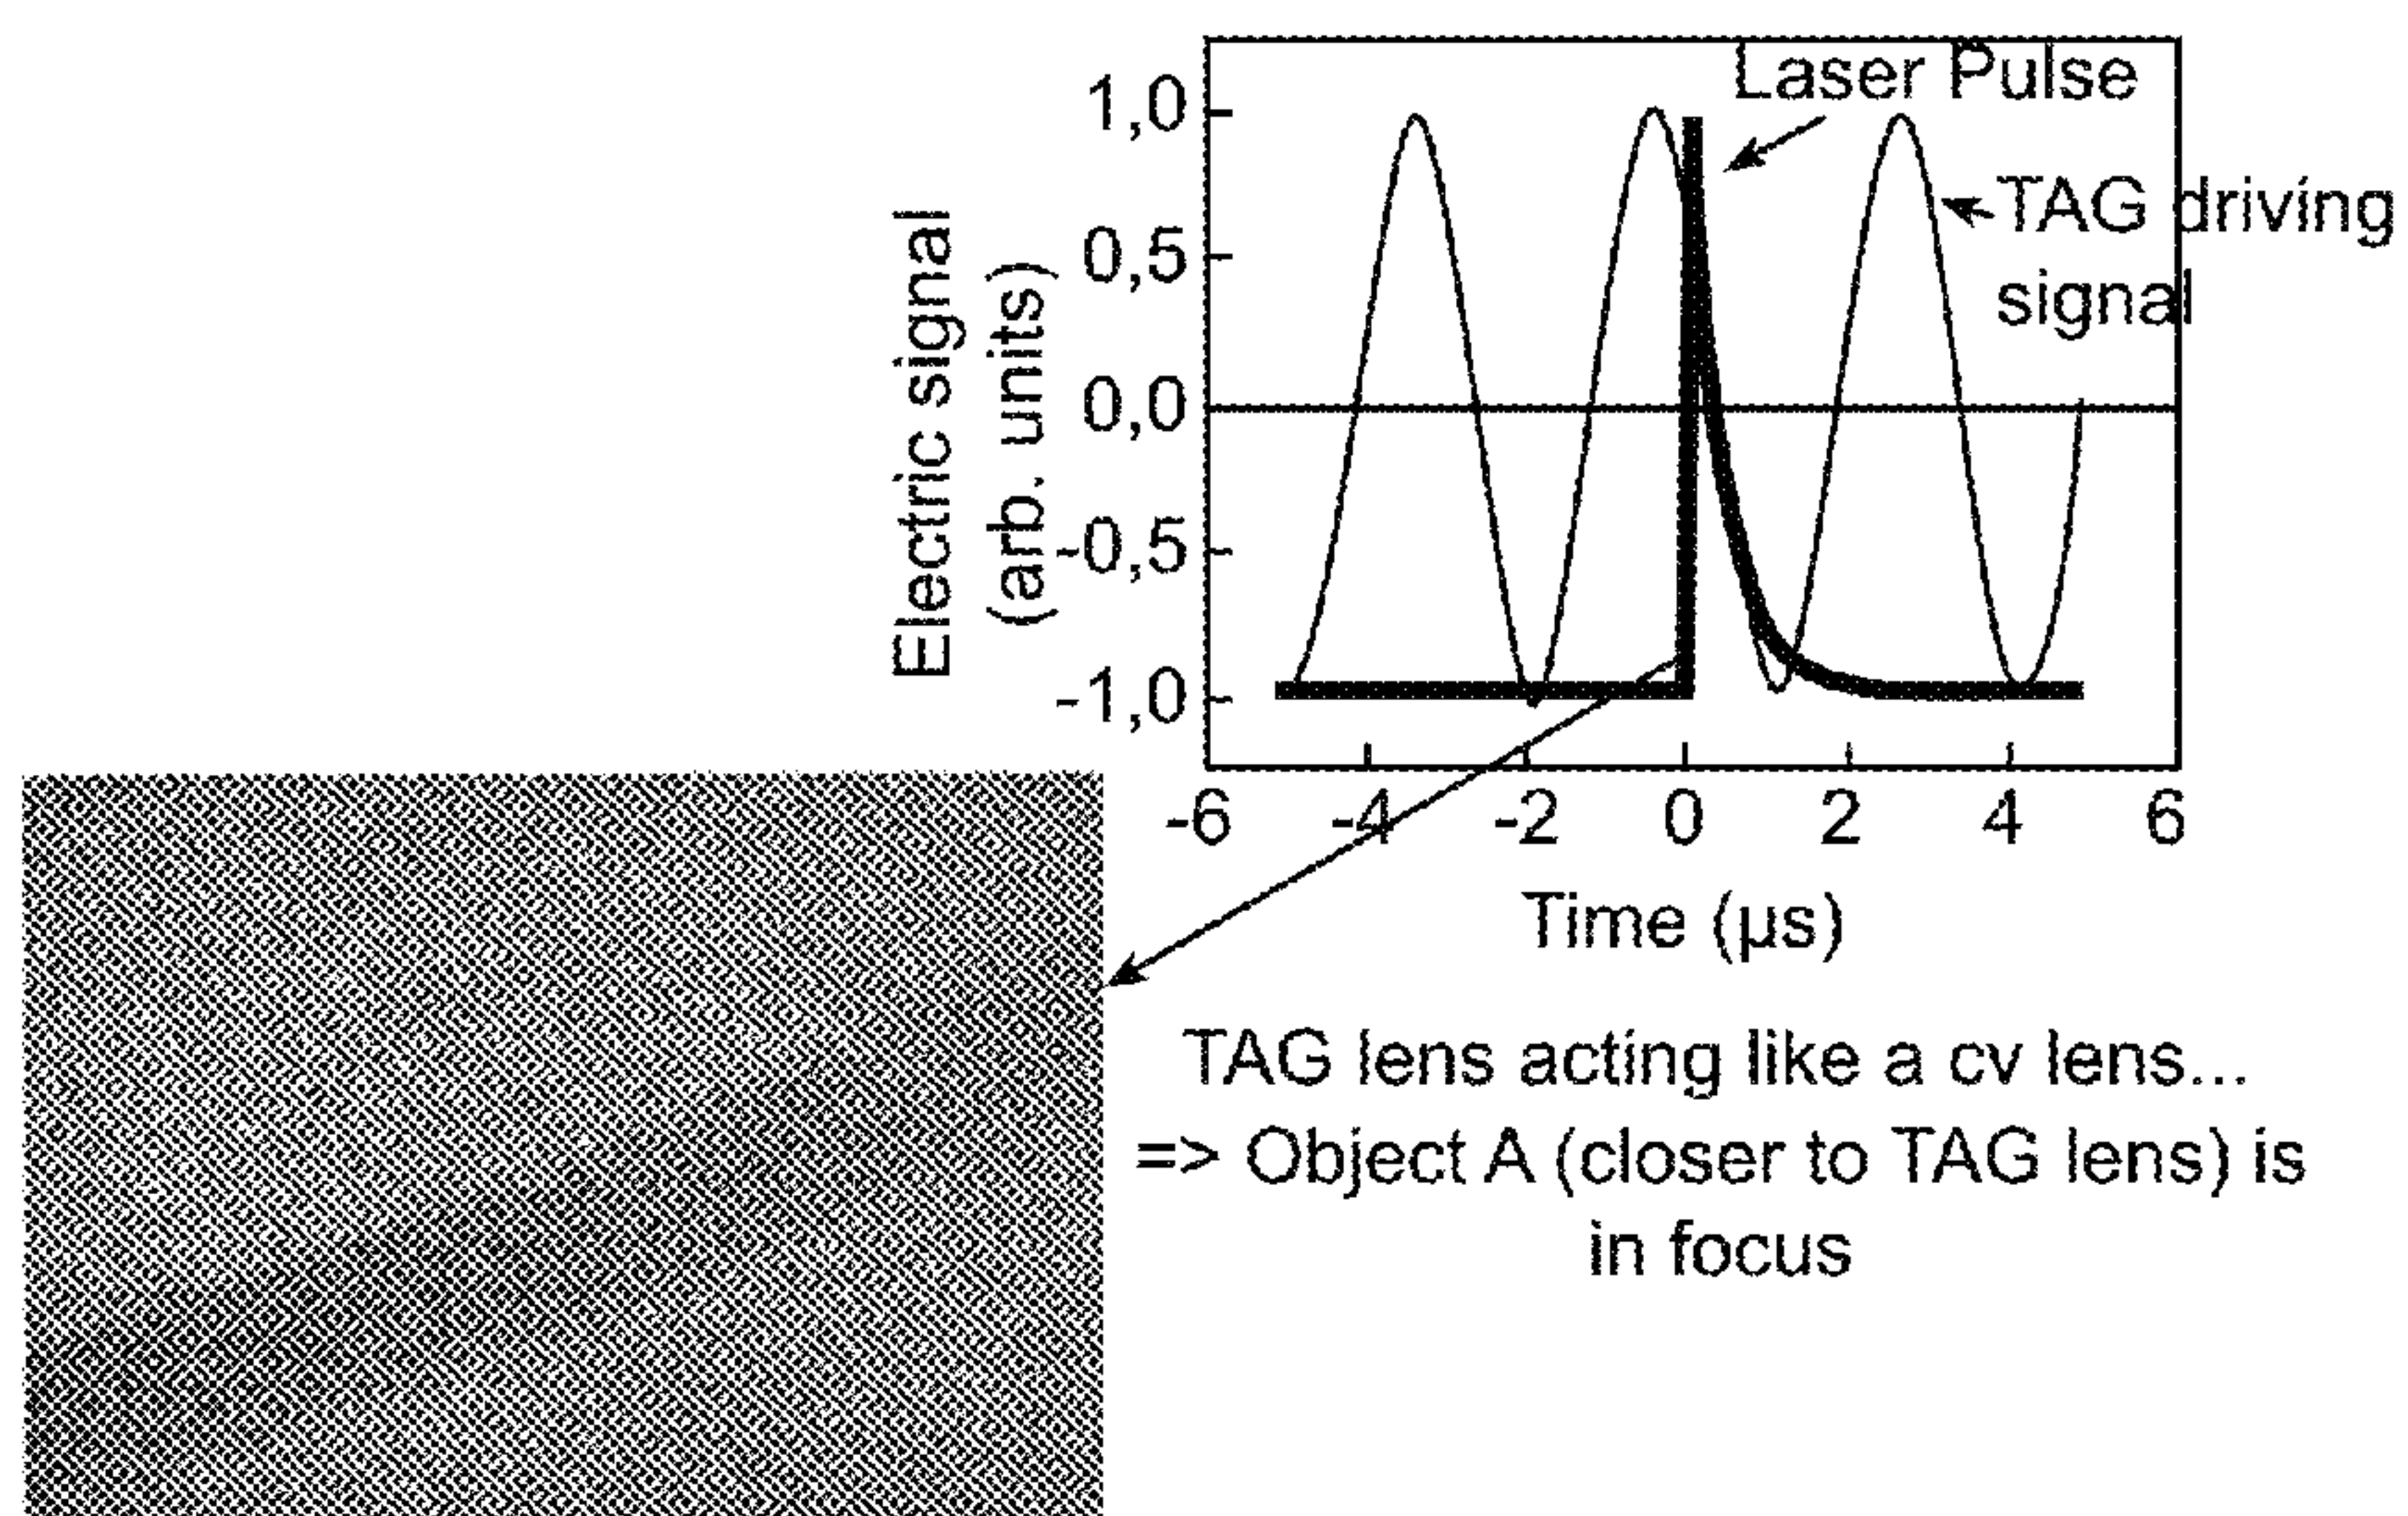 Laser Pulse
TAG driving
signal
Electric signal
(arb. units)
1,0
0,5
0,0
-0,5
-1,0
-6 -4 -2 0 2 4 6
Time (µs)
TAG lens acting like a cv lens...
=> Object A (closer to TAG lens) is
in focus